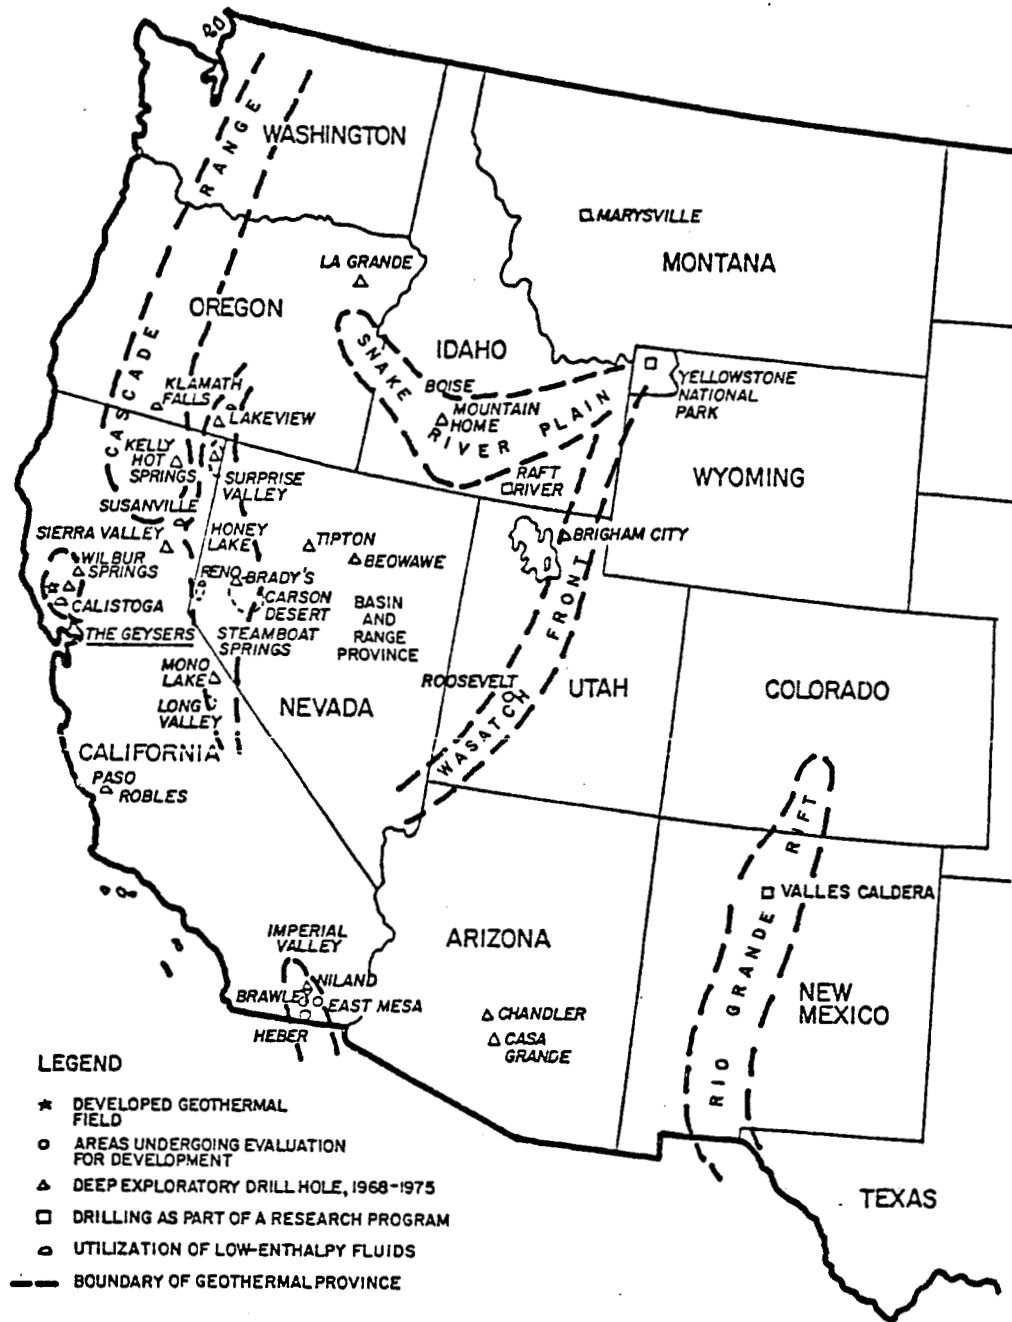 WASHINGTON
CASCADE RANGE
MARYSVILLE
MONTANA
LA GRANDE
OREGON
IDAHO
SNAKE RIVER PLAIN
BOISE
MOUNTAIN
HOME
YELLOWSTONE
NATIONAL
PARK
KLAMATH
FALLS
LAKEVIEW
KELLY
HOT
SPRINGS
SURPRISE
VALLEY
RAFT
RIVER
WYOMING
SUSANVILLE
SIERRA VALLEY
HONEY
LAKE
TIPTON
BEOWAWE
BRIGHAM CITY
WILBUR
SPRINGS
RENO
BRADY'S
CARSON
DESERT
BASIN
AND
RANGE
PROVINCE
CALISTOGA
THE GEYSERS
STEAMBOAT
SPRINGS
WASATCH FRONT
MONO
LAKE
ROOSEVELT
UTAH
COLORADO
LONG
VALLEY
NEVADA
CALIFORNIA
PASO
ROBLES
RIO GRANDE RIFT
VALLES CALDERA
IMPERIAL
VALLEY
ARIZONA
NILAND
BRAWLEY
EAST MESA
HEBER
CHANDLER
CASA
GRANDE
NEW
MEXICO
TEXAS
LEGEND
DEVELOPED GEOTHERMAL
FIELD
AREAS UNDERGOING EVALUATION
FOR DEVELOPMENT
DEEP EXPLORATORY DRILL HOLE, 1968-1975
DRILLING AS PART OF A RESEARCH PROGRAM
UTILIZATION OF LOW-ENTHALPY FLUIDS
BOUNDARY OF GEOTHERMAL PROVINCE